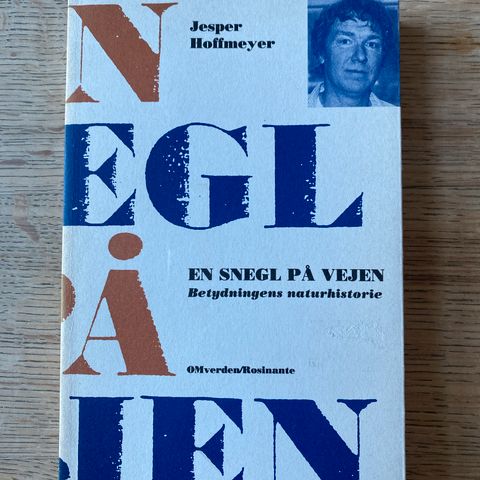 N
Jesper
Hoffmeyer
EGL
EN SNEGL PÅ VEJEN
Betydningens naturhistorie
PÅ
OMverden/Rosinante
JEN